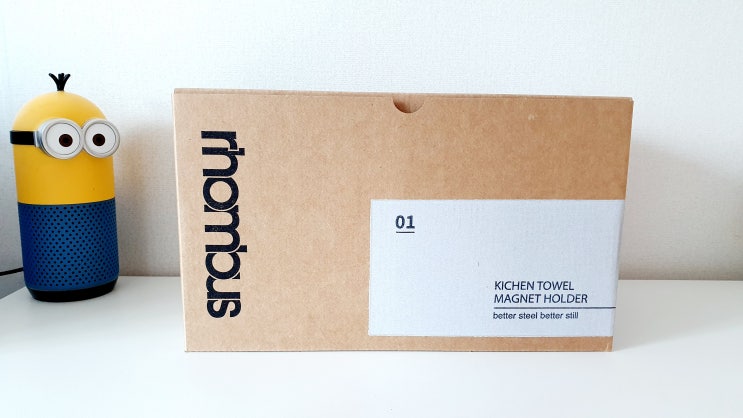 rhombus
01
KICHEN TOWEL
MAGNET HOLDER
better steel better still